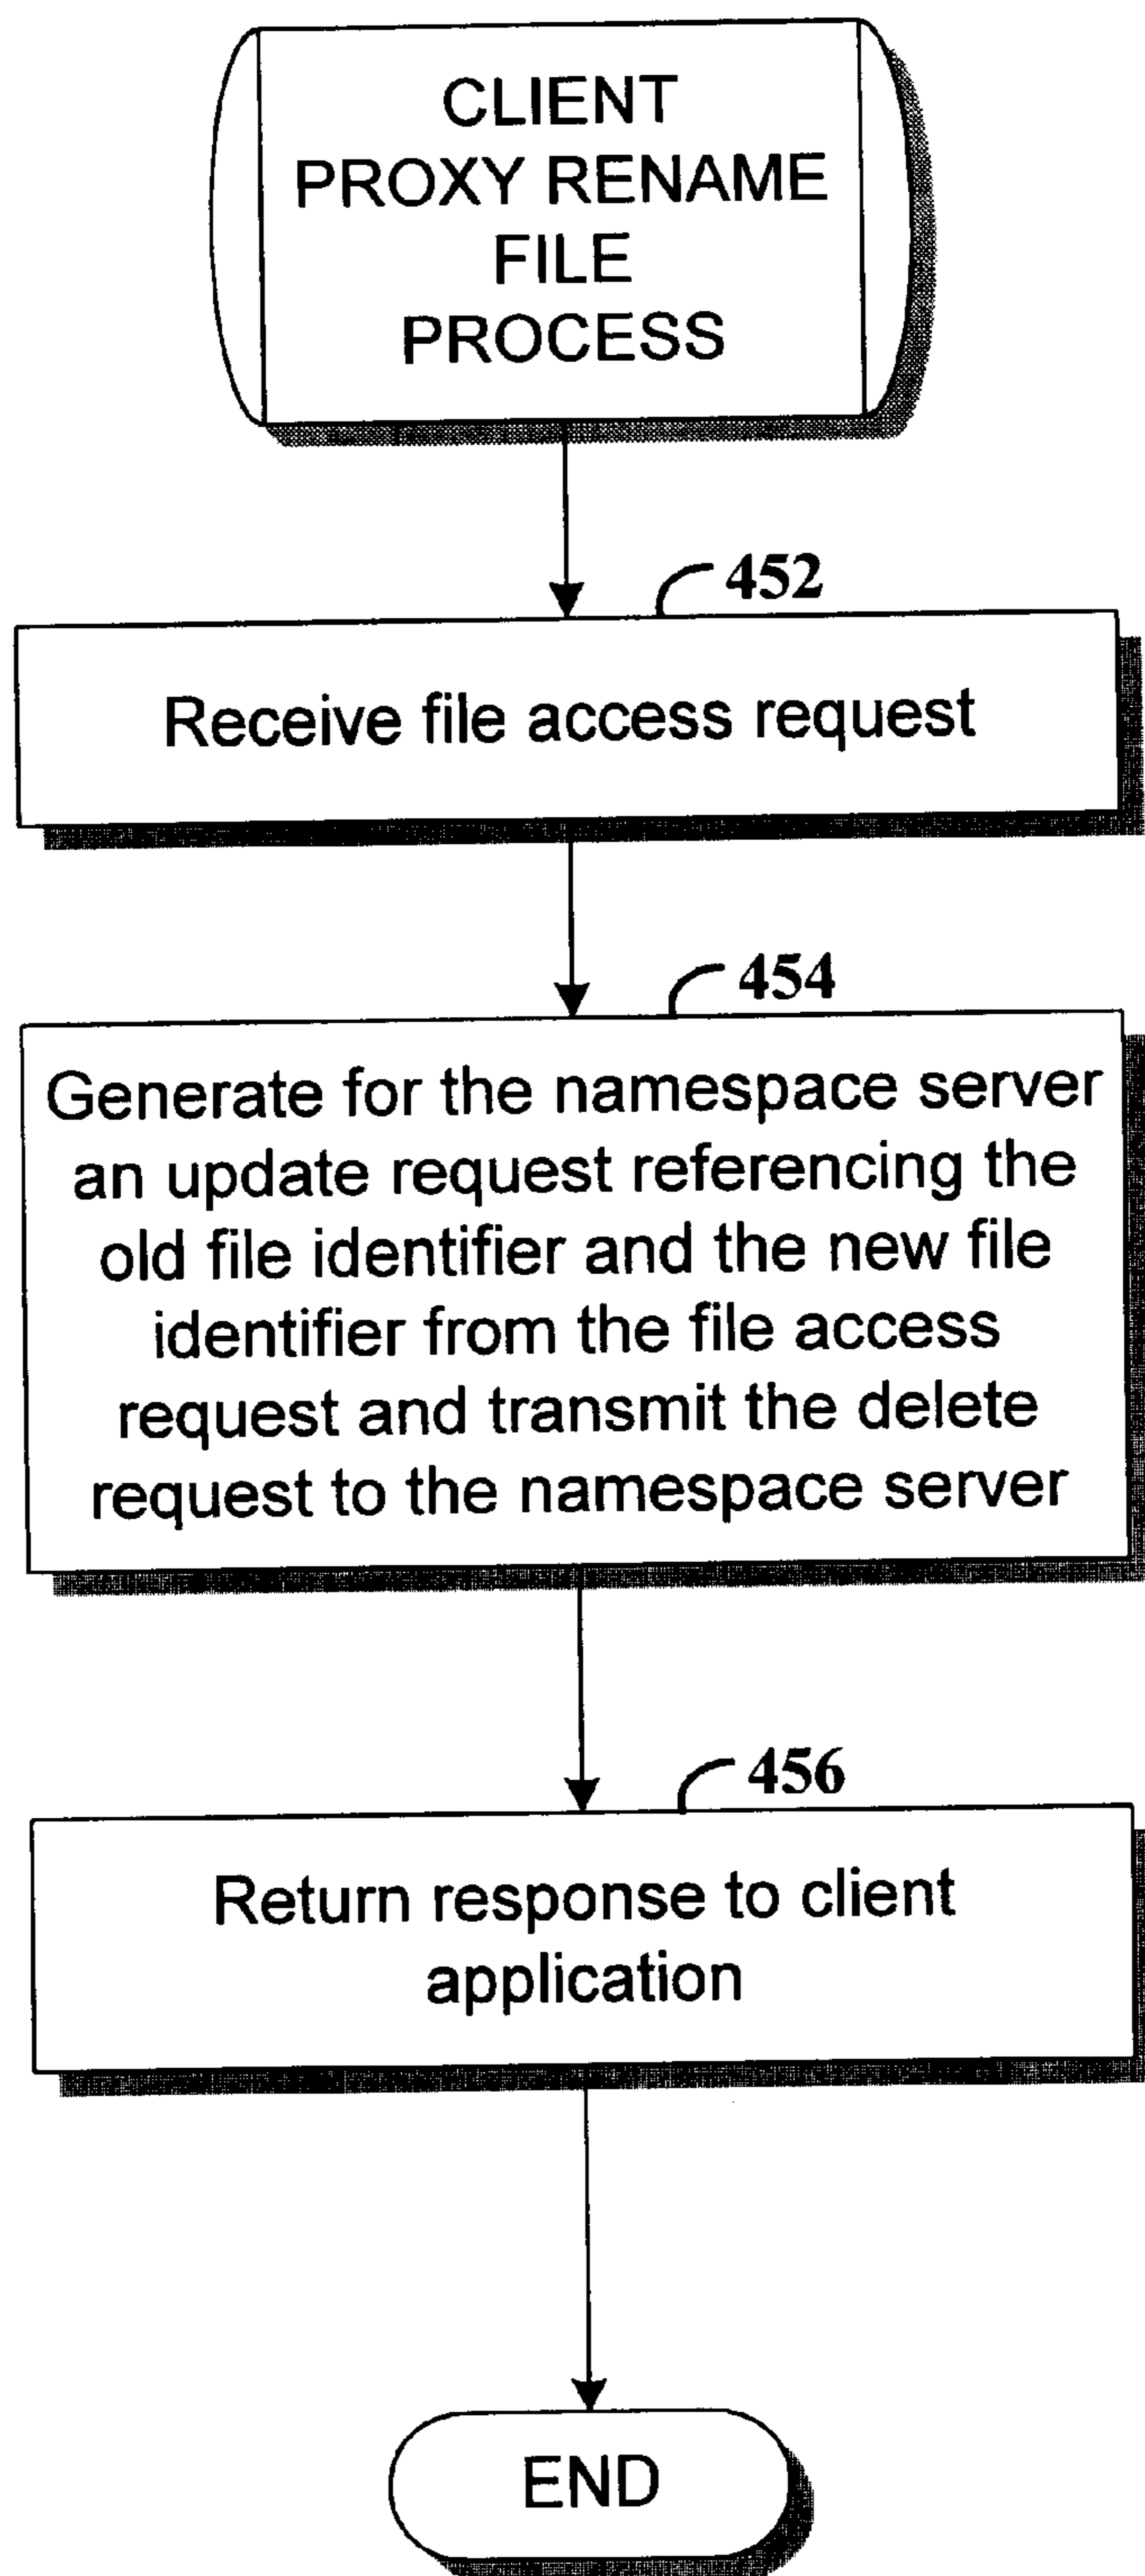 CLIENT
PROXY RENAME
FILE
PROCESS
452
Receive file access request
454
Generate for the namespace server
an update request referencing the
old file identifier and the new file
identifier from the file access
request and transmit the delete
request to the namespace server
456
Return response to client
application
END